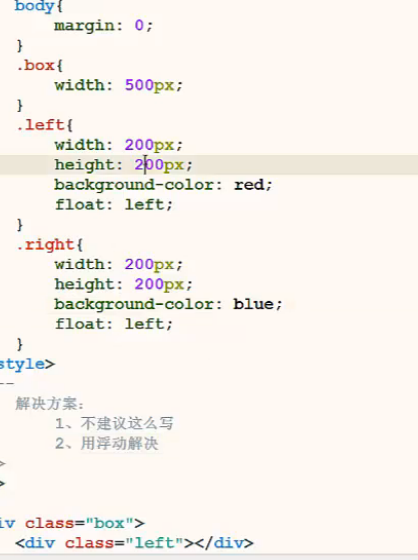 body{
margin: 0;
}
.box{
width: 500px;
}
.left{
width: 200px;
height: 200px;
background-color: red;
float: left;
}
.right{
width: 200px;
height: 200px;
background-color: blue;
float: left;
}
style>
--
解决方案：
1、不建议这么写
2、用浮动解决
>
>
iv class="box">
<div class="left"></div>